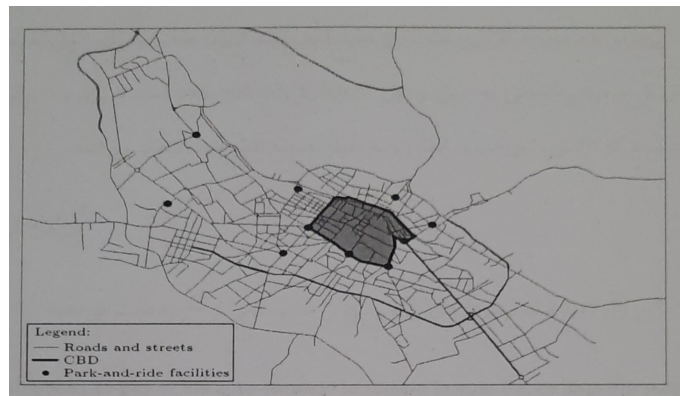 Legend:
Roads and streets
CBD
Park-and-ride facilities